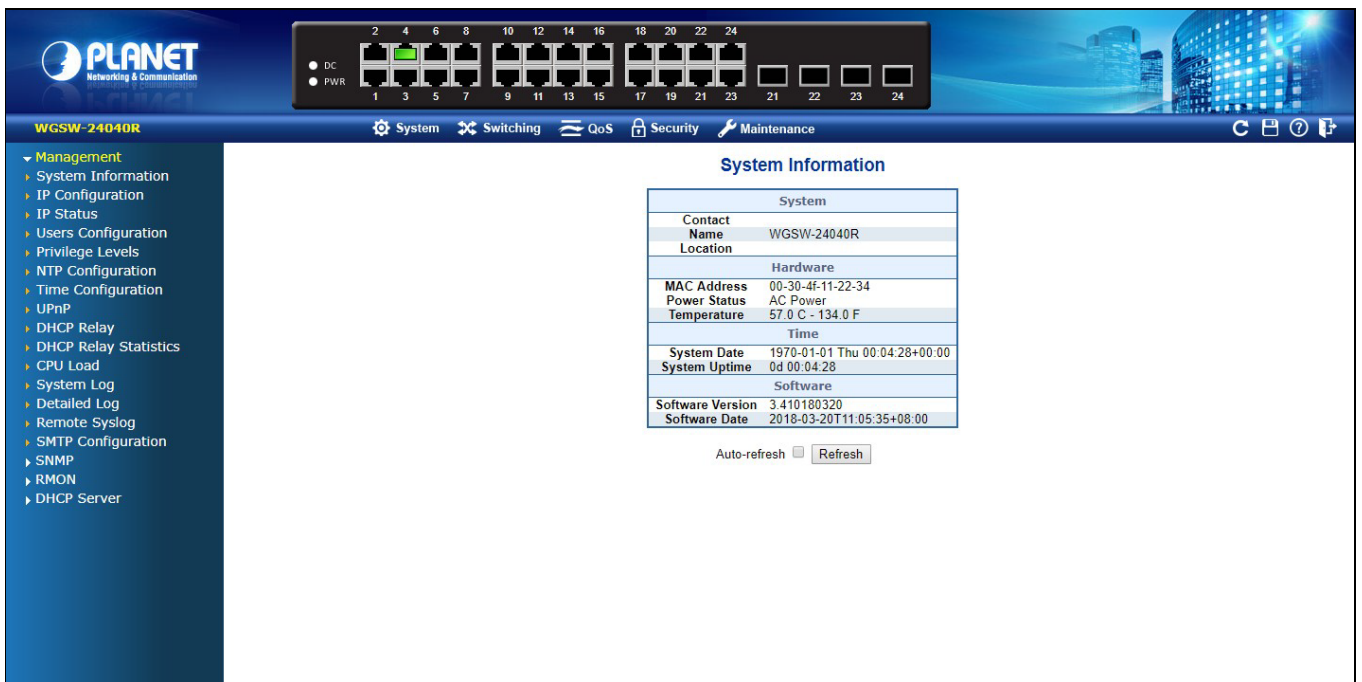 PLANET
Networking & Communication
2 4 6 8 10 12 14 16 18 20 22 24
DC
PWR
1 3 5 7 9 11 13 15 17 19 21 23 21 22 23 24
WGSW-24040R
System Switching QoS Security Maintenance
Management
System Information
IP Configuration
IP Status
Users Configuration
Privilege Levels
NTP Configuration
Time Configuration
UPnP
DHCP Relay
DHCP Relay Statistics
CPU Load
System Log
Detailed Log
Remote Syslog
SMTP Configuration
SNMP
RMON
DHCP Server
System Information
System
Contact
Name WGSW-24040R
Location
Hardware
MAC Address 00-30-4f-11-22-34
Power Status AC Power
Temperature 57.0 C - 134.0 F
Time
System Date 1970-01-01 Thu 00:04:28+00:00
System Uptime 0d 00:04:28
Software
Software Version 3.410180320
Software Date 2018-03-20T11:05:35+08:00
Auto-refresh Refresh